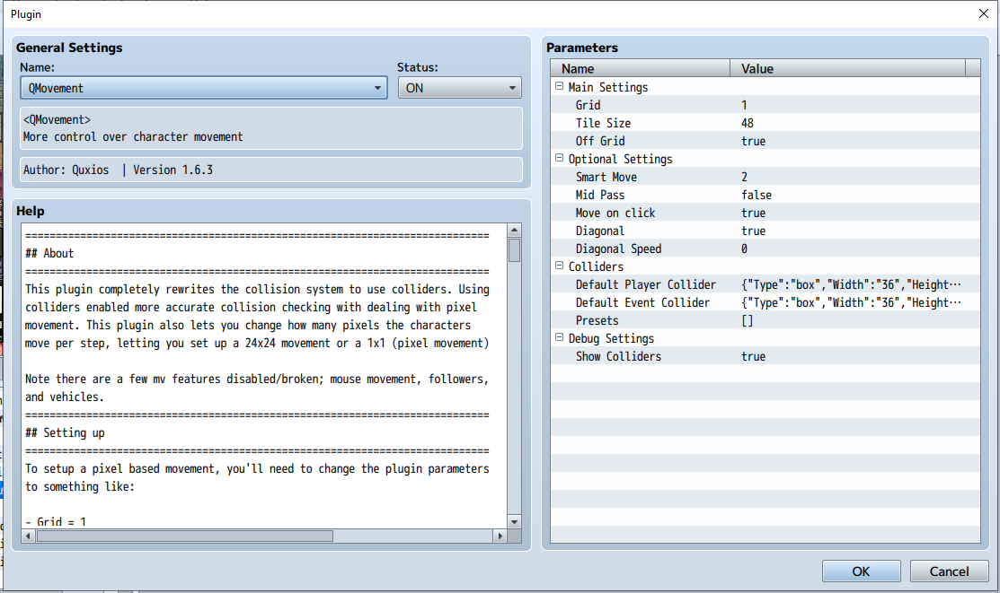 Plugin
General Settings
Name:
Status:
QMovement
ON
<QMovement>
More control over character movement
Author: Quxios | Version 1.6.3
Help
============================================================================
## About
============================================================================
This plugin completely rewrites the collision system to use colliders. Using
colliders enabled more accurate collision checking with dealing with pixel
movement. This plugin also lets you change how many pixels the characters
move per step, letting you set up a 24x24 movement or a 1x1 (pixel movement)
Note there are a few mv features disabled/broken; mouse movement, followers,
and vehicles.
============================================================================
## Setting up
============================================================================
To setup a pixel based movement, you'll need to change the plugin parameters
to something like:
- Grid = 1
Parameters
Name Value
Main Settings
Grid 1
Tile Size 48
Off Grid true
Optional Settings
Smart Move 2
Mid Pass false
Move on click true
Diagonal true
Diagonal Speed 0
Colliders
Default Player Collider {"Type":"box","Width":"36","Height⋯
Default Event Collider {"Type":"box","Width":"36","Height⋯
Presets []
Debug Settings
Show Colliders true
OK
Cancel